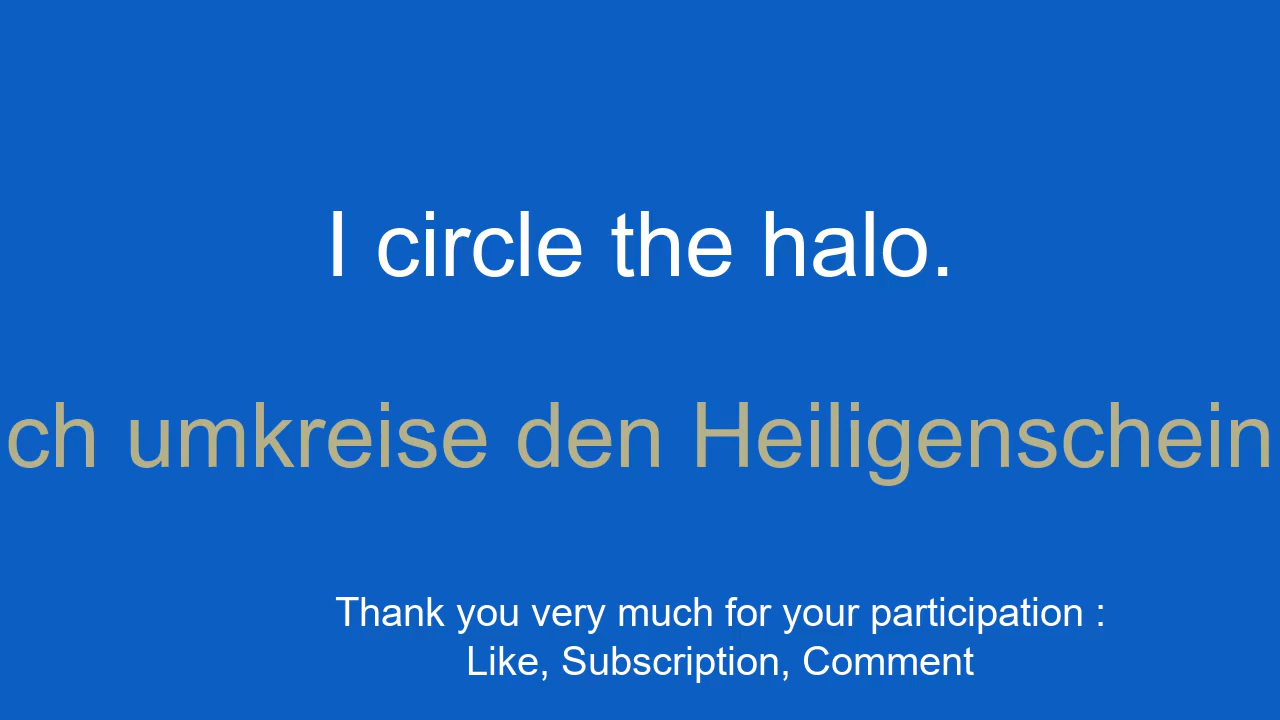 I circle the halo.
ch umkreise den Heiligenschein
Thank you very much for your participation :
Like, Subscription, Comment